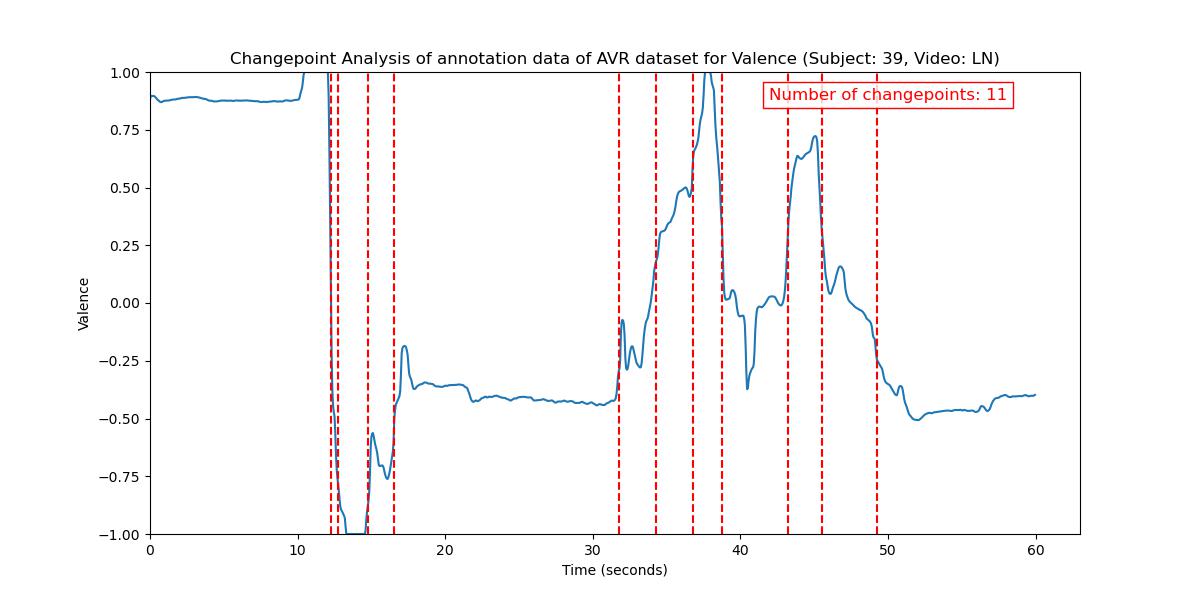 Changepoint Analysis of annotation data of AVR dataset for Valence (Subject: 39, Video: LN)
Number of changepoints: 11
1.00
0.75
0.50
0.25
0.00
−0.25
−0.50
−0.75
−1.00
Valence
0 10 20 30 40 50 60
Time (seconds)